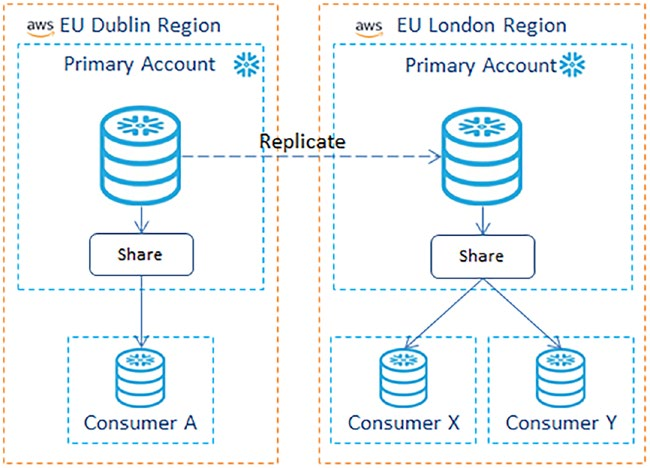 aws EU Dublin Region
Primary Account
Share
Consumer A
Replicate
aws EU London Region
Primary Account
Share
Consumer X
Consumer Y